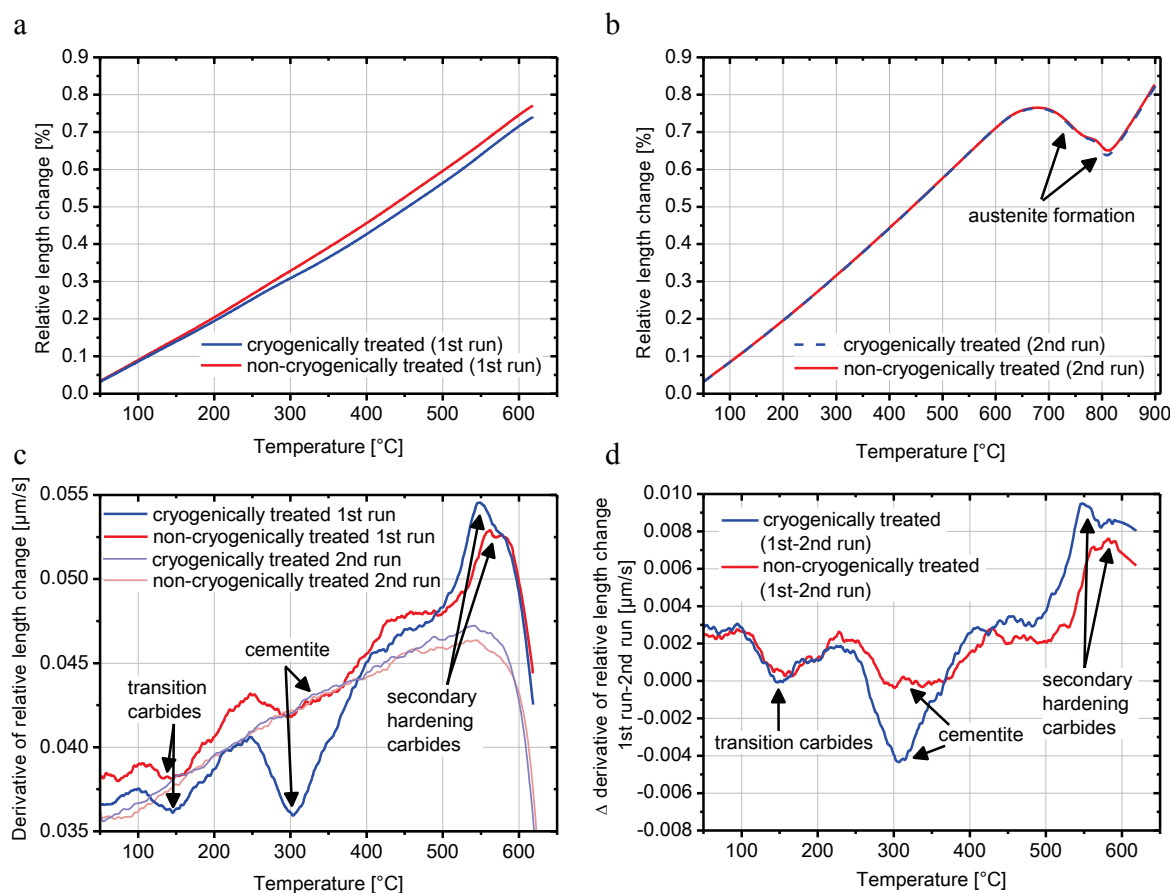 a
0.9
0.8
0.7
0.6
0.5
0.4
0.3
0.2
0.1
0.0
Relative length change [%]
cryogenically treated (1st run)
non-cryogenically treated (1st run)
100 200 300 400 500 600
Temperature [°C]
b
0.9
0.8
0.7
0.6
0.5
0.4
0.3
0.2
0.1
0.0
Relative length change [%]
austenite formation
cryogenically treated (2nd run)
non-cryogenically treated (2nd run)
100 200 300 400 500 600 700 800 900
Temperature [°C]
c
0.055
0.050
0.045
0.040
0.035
Derivative of relative length change [µm/s]
cryogenically treated 1st run
non-cryogenically treated 1st run
cryogenically treated 2nd run
non-cryogenically treated 2nd run
cementite
transition
carbides
secondary
hardening
carbides
100 200 300 400 500 600
Temperature [°C]
d
0.010
0.008
0.006
0.004
0.002
0.000
-0.002
-0.004
-0.006
-0.008
Δ derivative of relative length change
1st run-2nd run [µm/s]
cryogenically treated
(1st-2nd run)
non-cryogenically treated
(1st-2nd run)
transition carbides
cementite
secondary
hardening
carbides
100 200 300 400 500 600
Temperature [°C]